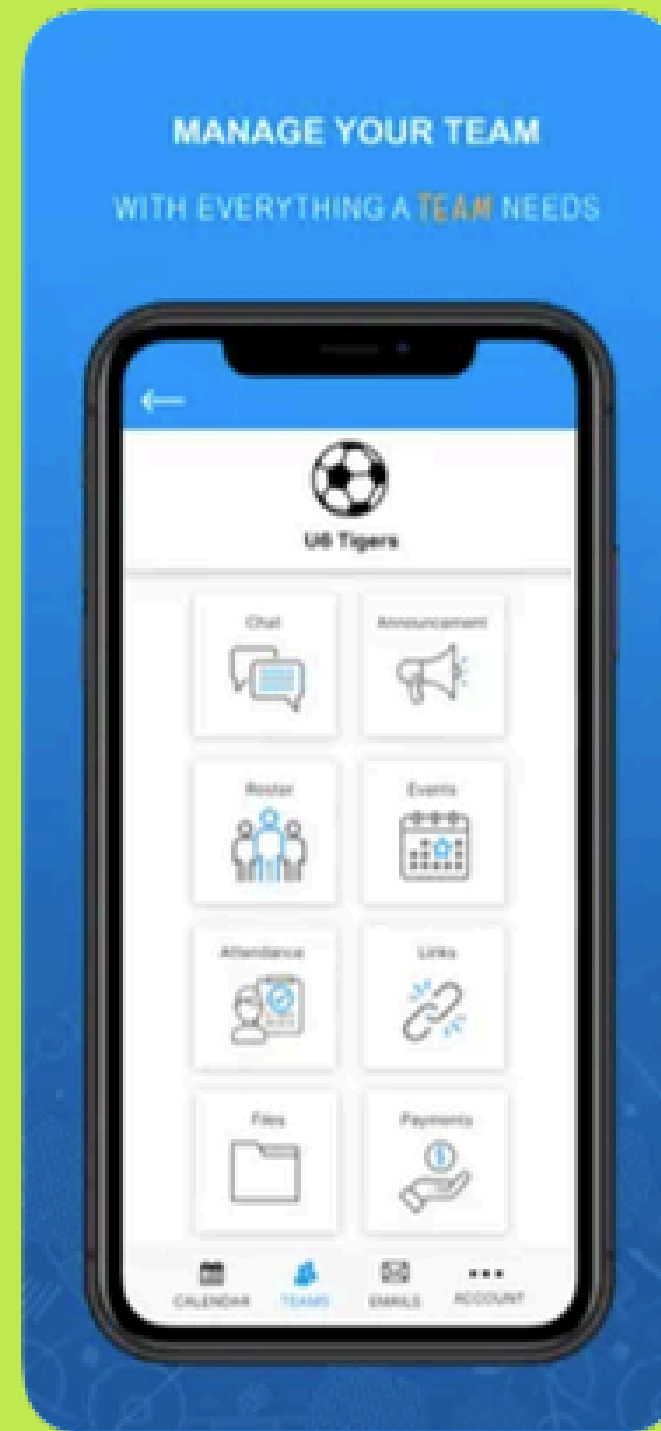 MANAGE YOUR TEAM
WITH EVERYTHING A TEAM NEEDS
U6 Tigers
Chat
Announcement
Roster
Events
Attendance
Links
Files
Payments
CALENDAR
TEAMS
EMAILS
ACCOUNT